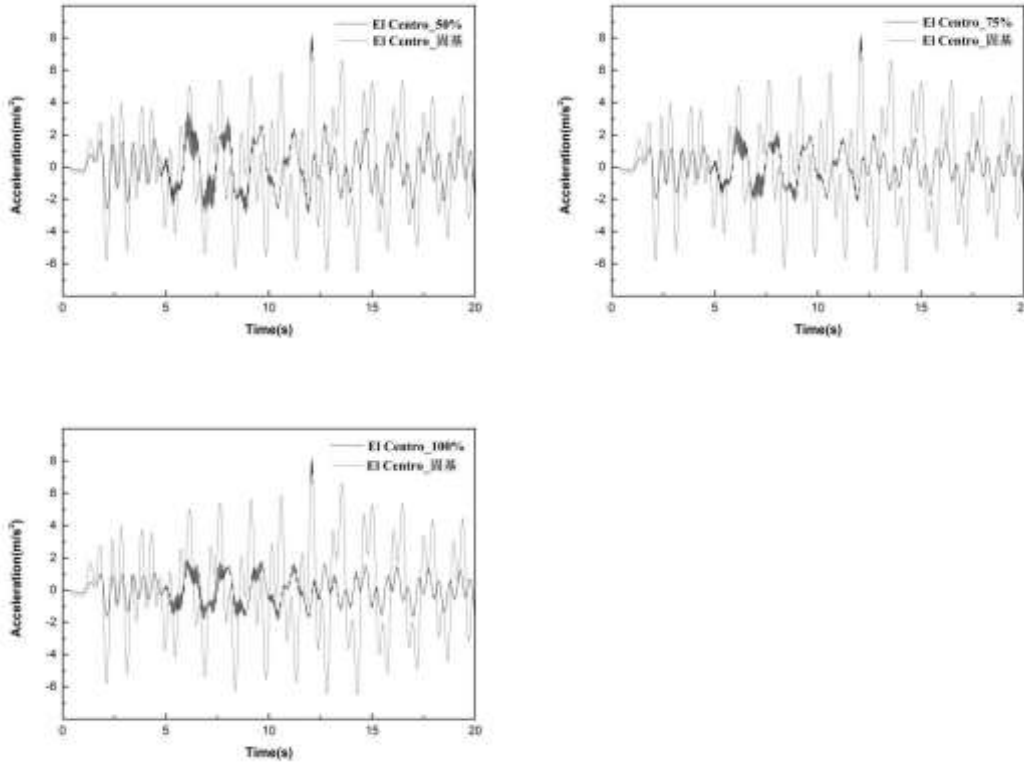 El Centro_50%
El Centro_固基
Acceleration(m/s²)
8
6
4
2
0
-2
-4
-6
0 5 10 15 20
Time(s)
El Centro_75%
El Centro_固基
Acceleration(m/s²)
8
6
4
2
0
-2
-4
-6
0 5 10 15 20
Time(s)
El Centro_100%
El Centro_固基
Acceleration(m/s²)
8
6
4
2
0
-2
-4
-6
0 5 10 15 20
Time(s)